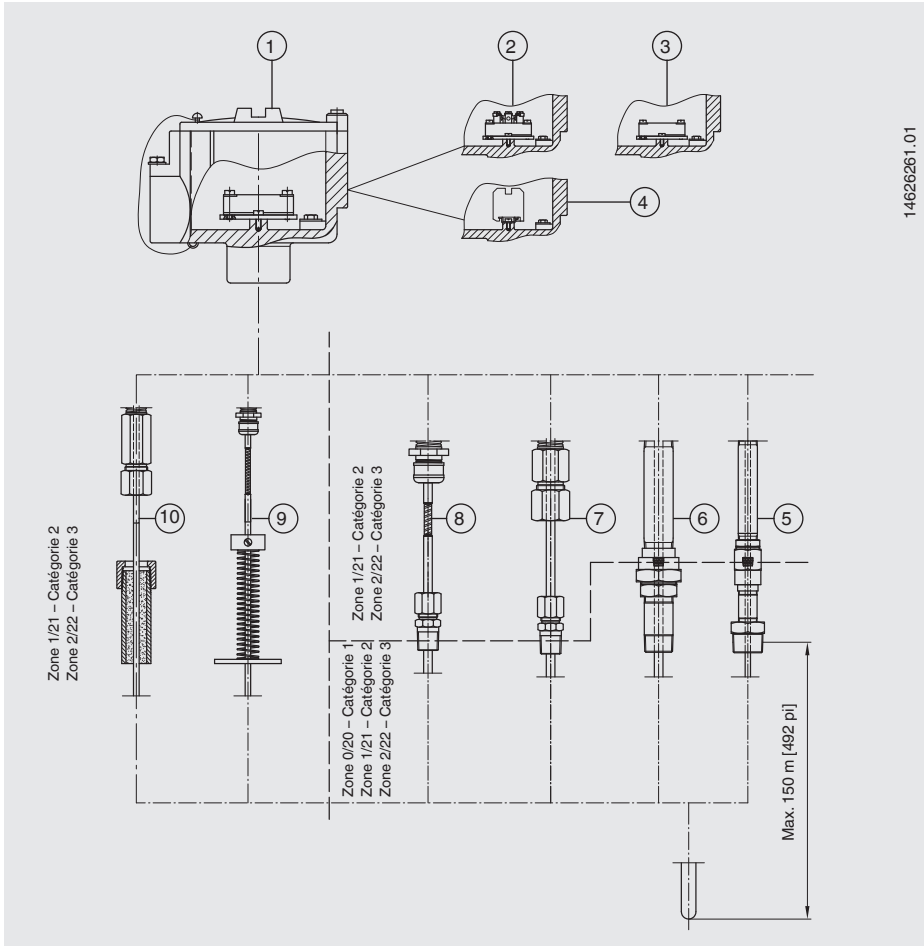 1
2
3
4
14626261.01
10
9
8
7
6
5
Zone 1/21 – Catégorie 2
Zone 2/22 – Catégorie 3
Zone 1/21 – Catégorie 2
Zone 2/22 – Catégorie 3
Zone 0/20 – Catégorie 1
Zone 1/21 – Catégorie 2
Zone 2/22 – Catégorie 3
Max. 150 m [492 pi]